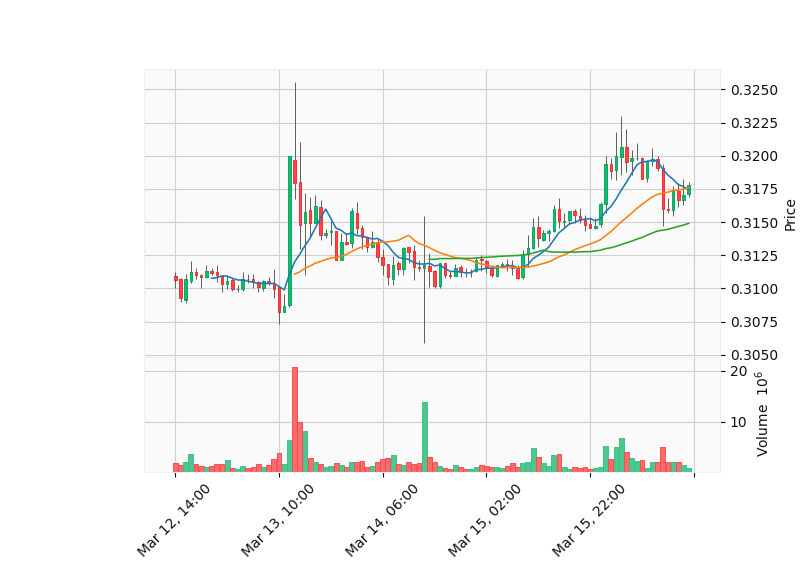 0.3250
0.3225
0.3200
0.3175
0.3150
0.3125
0.3100
0.3075
0.3050
Price
20
10
Volume 10^6
Mar 12, 14:00
Mar 13, 10:00
Mar 14, 06:00
Mar 15, 02:00
Mar 15, 22:00